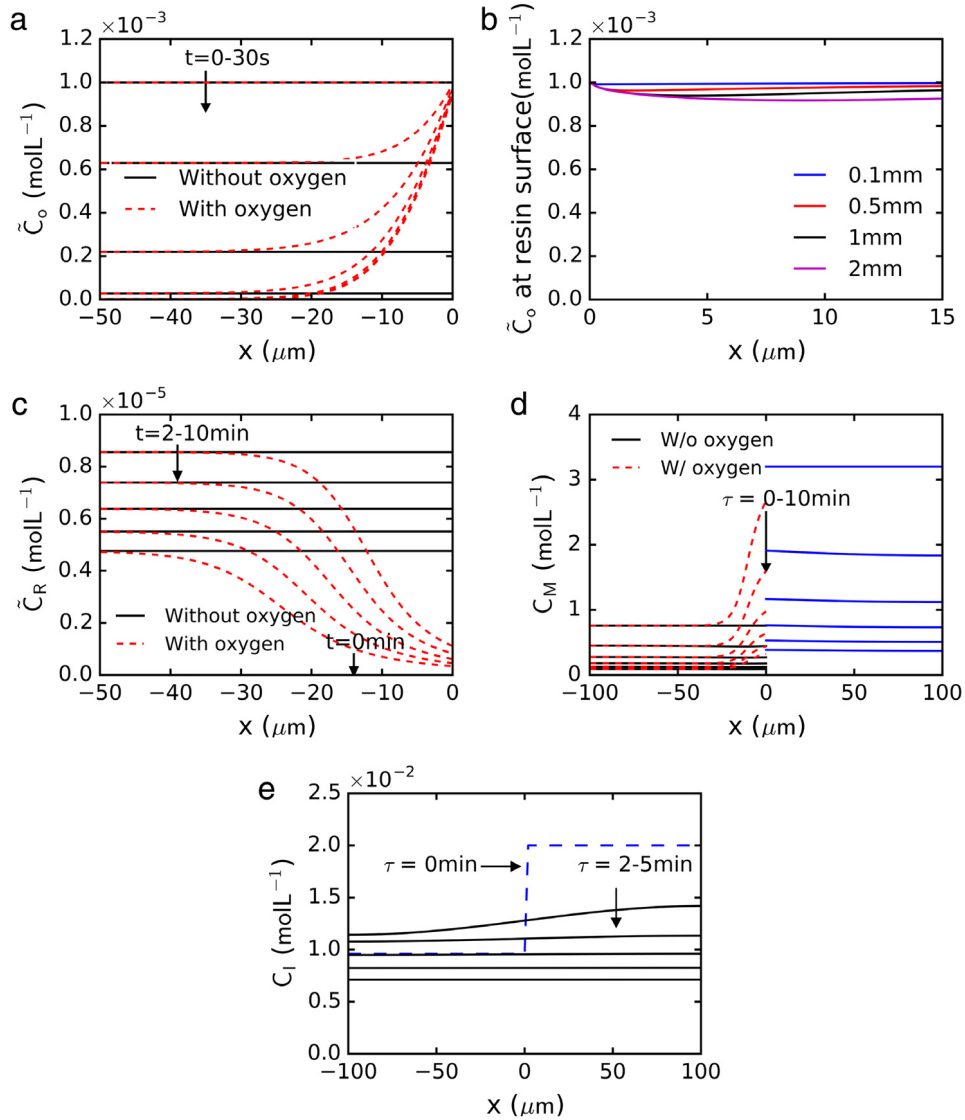 a
×10⁻³
1.2
1.0
0.8
0.6
0.4
0.2
0.0
t=0-30s
Without oxygen
With oxygen
C̃ₒ (molL⁻¹)
−50 −40 −30 −20 −10 0
x (μm)
b
×10⁻³
1.2
1.0
0.8
0.6
0.4
0.2
0.0
0.1mm
0.5mm
1mm
2mm
C̃ₒ at resin surface(molL⁻¹)
0 5 10 15
x (μm)
c
×10⁻⁵
1.0
0.8
0.6
0.4
0.2
0.0
t=2-10min
Without oxygen
With oxygen
t=0min
C̃_R (molL⁻¹)
−50 −40 −30 −20 −10 0
x (μm)
d
4
3
2
1
0
W/o oxygen
W/ oxygen
τ = 0-10min
C_M (molL⁻¹)
−100 −50 0 50 100
x (μm)
e
×10⁻²
2.5
2.0
1.5
1.0
0.5
0.0
τ = 0min
τ = 2-5min
C_I (molL⁻¹)
−100 −50 0 50 100
x (μm)